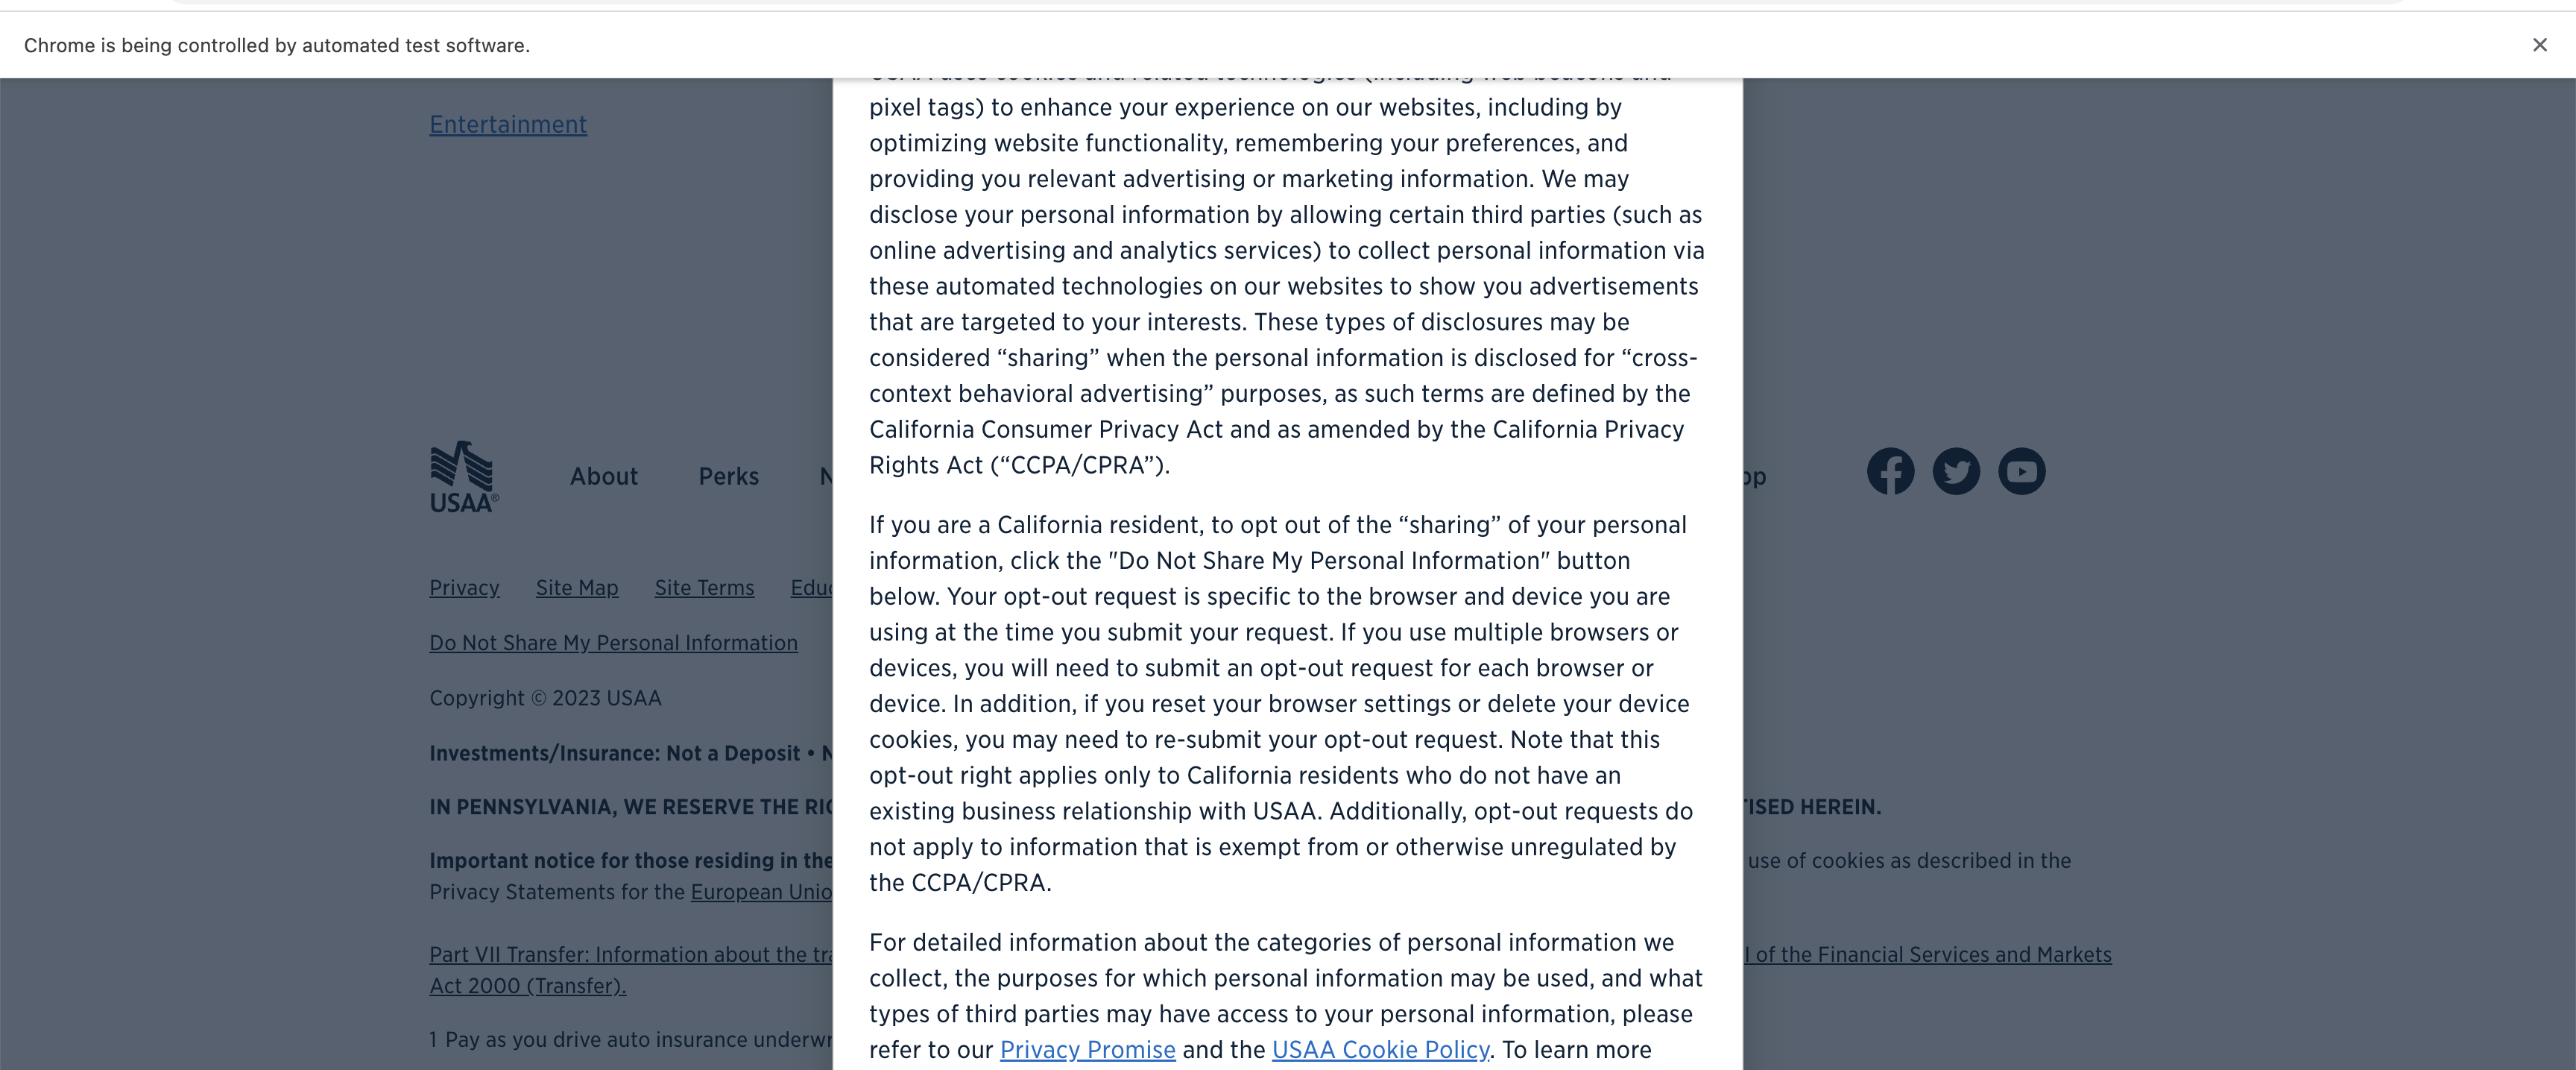 Chrome is being controlled by automated test software.
Entertainment
USAA uses cookies and related technologies (including web beacons and
pixel tags) to enhance your experience on our websites, including by
optimizing website functionality, remembering your preferences, and
providing you relevant advertising or marketing information. We may
disclose your personal information by allowing certain third parties (such as
online advertising and analytics services) to collect personal information via
these automated technologies on our websites to show you advertisements
that are targeted to your interests. These types of disclosures may be
considered “sharing” when the personal information is disclosed for “cross-
context behavioral advertising” purposes, as such terms are defined by the
California Consumer Privacy Act and as amended by the California Privacy
Rights Act (“CCPA/CPRA”).
If you are a California resident, to opt out of the “sharing” of your personal
information, click the "Do Not Share My Personal Information" button
below. Your opt-out request is specific to the browser and device you are
using at the time you submit your request. If you use multiple browsers or
devices, you will need to submit an opt-out request for each browser or
device. In addition, if you reset your browser settings or delete your device
cookies, you may need to re-submit your opt-out request. Note that this
opt-out right applies only to California residents who do not have an
existing business relationship with USAA. Additionally, opt-out requests do
not apply to information that is exempt from or otherwise unregulated by
the CCPA/CPRA.
For detailed information about the categories of personal information we
collect, the purposes for which personal information may be used, and what
types of third parties may have access to your personal information, please
refer to our Privacy Promise and the USAA Cookie Policy. To learn more
USAA®
About Perks
Privacy Site Map Site Terms
Do Not Share My Personal Information
Copyright © 2023 USAA
Investments/Insurance: Not a Deposit •
IN PENNSYLVANIA, WE RESERVE THE
TISED HEREIN.
Important notice for those residing in the
use of cookies as described in the
Privacy Statements for the European
Part VII Transfer: Information about the
of the Financial Services and Markets
Act 2000 (Transfer).
1 Pay as you drive auto insurance